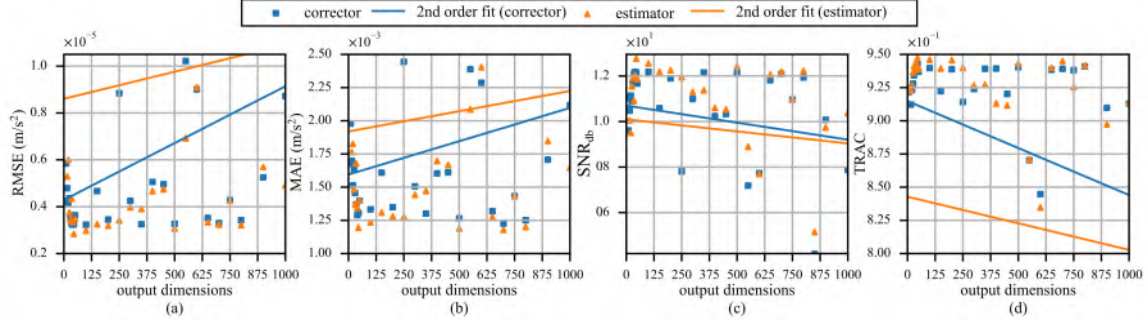 corrector 2nd order fit (corrector) estimator 2nd order fit (estimator)
×10⁻⁵ ×10⁻³ ×10¹ ×10⁻¹
1.0 2.50 1.2 9.50
0.8 2.25 1.0 9.25
0.6 2.00 0.8 9.00
0.4 1.75 0.6 8.75
0.2 1.50 8.50
1.25 8.25
1.00 8.00
RMSE (m/s²) MAE (m/s²) SNR_db TRAC
0 125 250 375 500 625 750 875 1000 0 125 250 375 500 625 750 875 1000 0 125 250 375 500 625 750 875 1000 0 125 250 375 500 625 750 875 1000
output dimensions output dimensions output dimensions output dimensions
(a) (b) (c) (d)